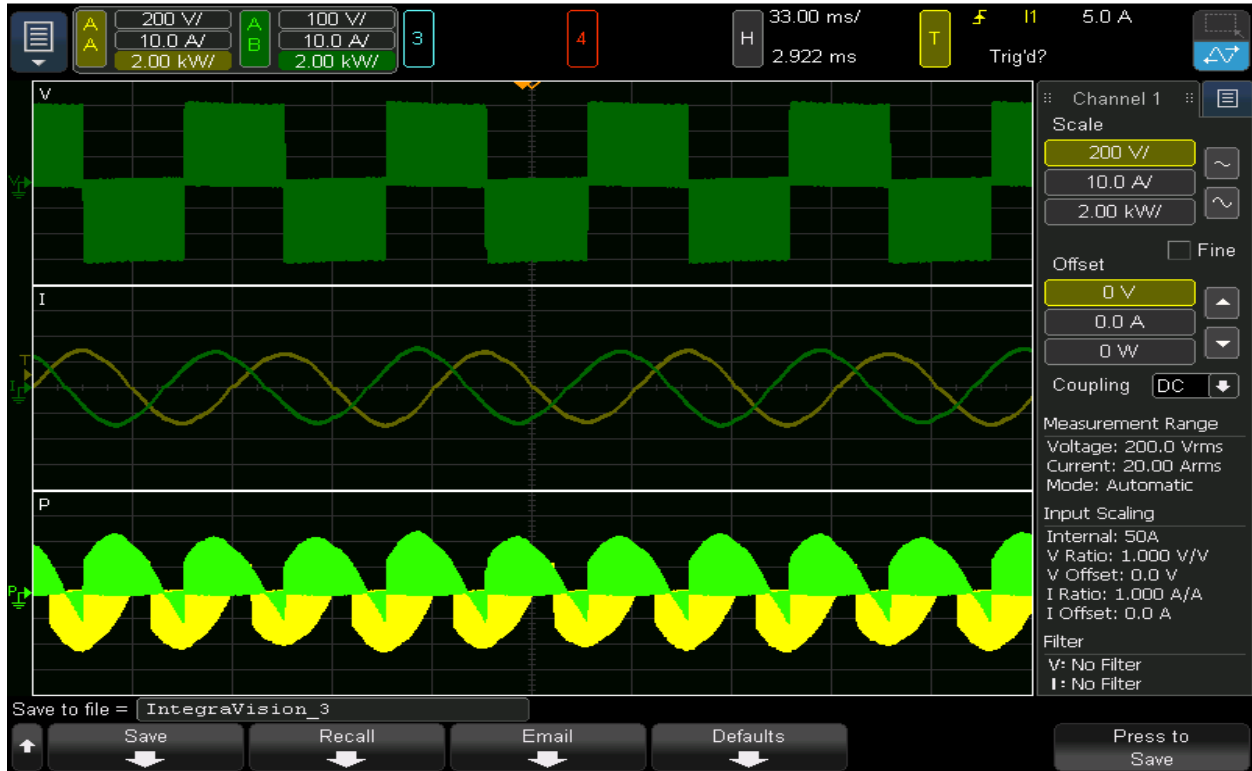 A
A
200 V/
10.0 A/
2.00 kW/
A
B
100 V/
10.0 A/
2.00 kW/
3
4
H
33.00 ms/
2.922 ms
T
I1
5.0 A
Trig'd?
V
V
I
T
I
P
P
Channel 1
Scale
200 V/
10.0 A/
2.00 kW/
Fine
Offset
0 V
0.0 A
0 W
Coupling DC
Measurement Range
Voltage: 200.0 Vrms
Current: 20.00 Arms
Mode: Automatic
Input Scaling
Internal: 50A
V Ratio: 1.000 V/V
V Offset: 0.0 V
I Ratio: 1.000 A/A
I Offset: 0.0 A
Filter
V: No Filter
I: No Filter
Save to file = IntegraVision_3
Save
Recall
Email
Defaults
Press to
Save